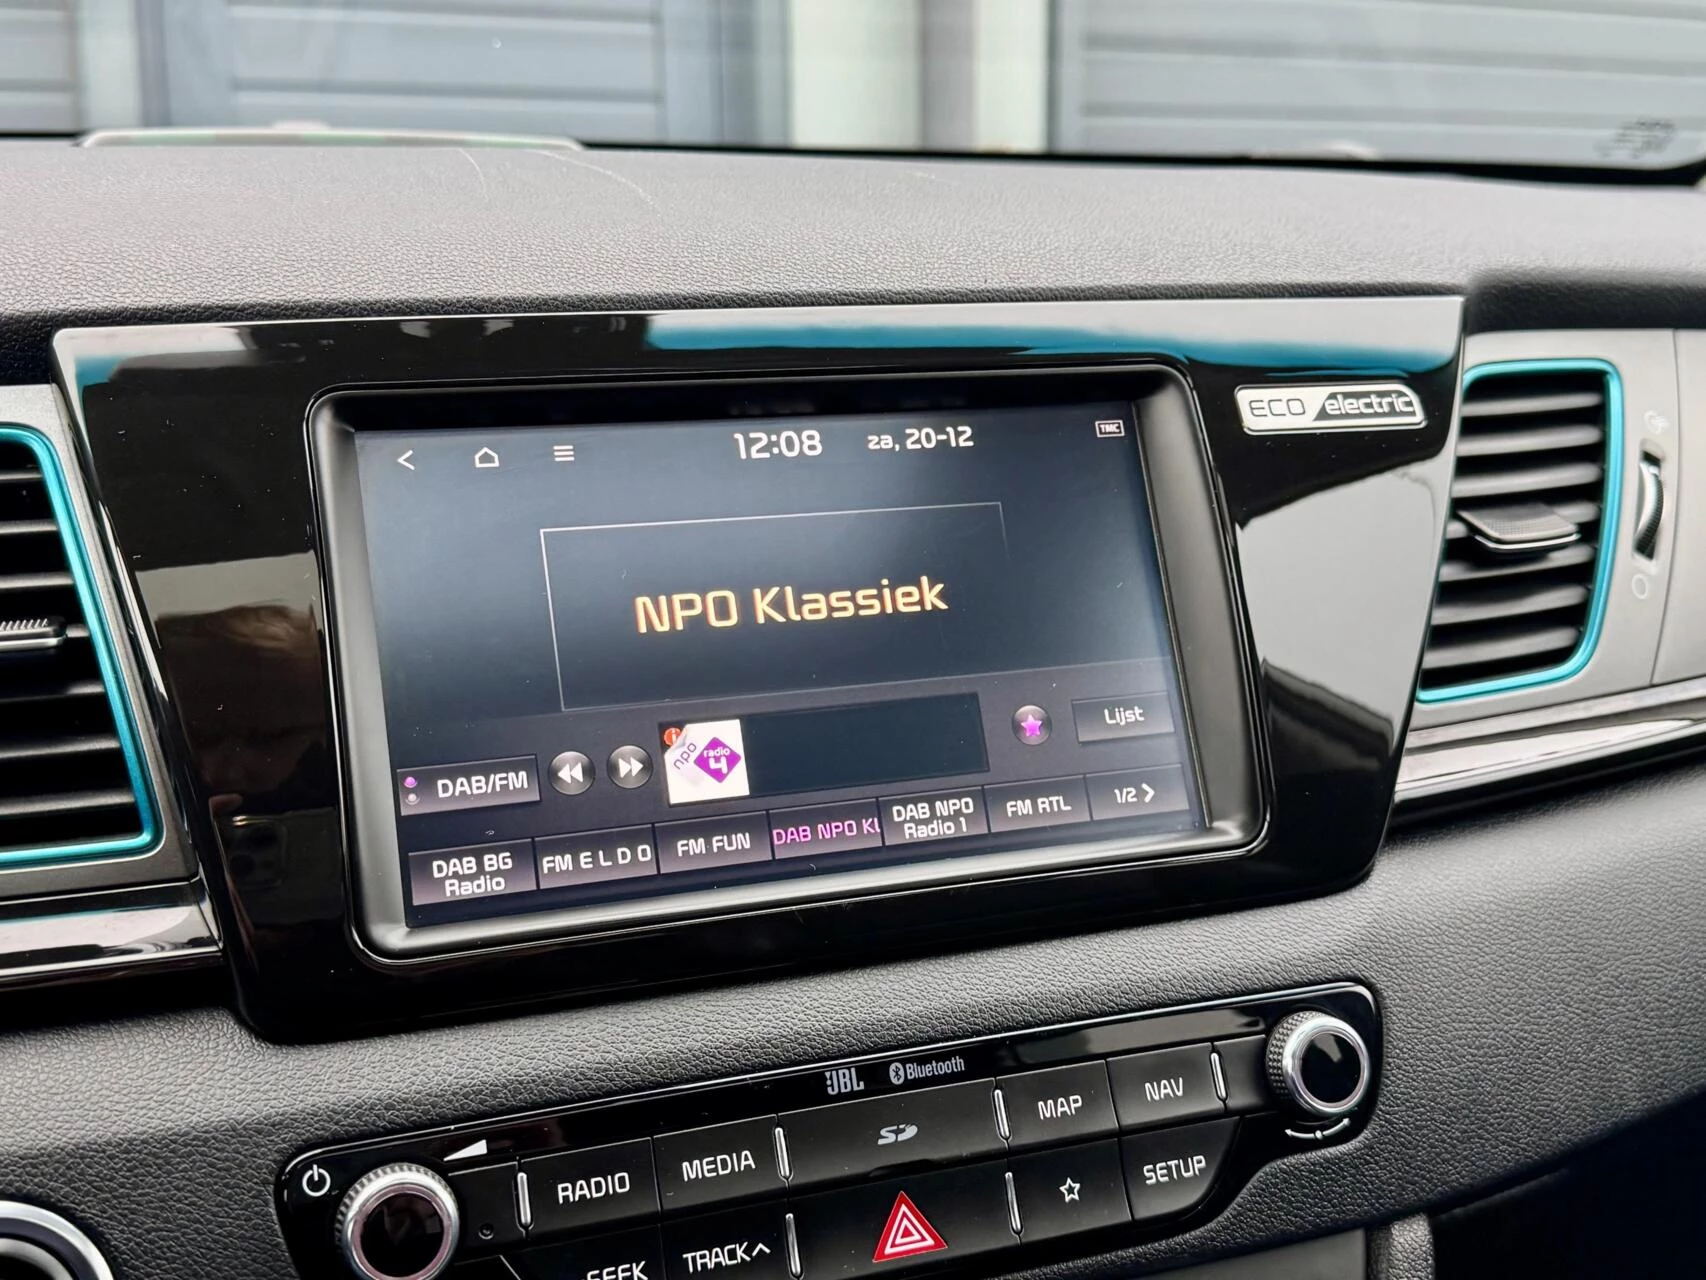 12:08 za, 20-12 TMC
ECO electric
NPO Klassiek
Lijst
npo radio 4
DAB/FM
DAB BG Radio
FM E L D O
FM FUN
DAB NPO Kl
DAB NPO Radio 1
FM RTL
1/2
JBL Bluetooth
RADIO
MEDIA
SD
MAP
NAV
SEEK
TRACK
SETUP